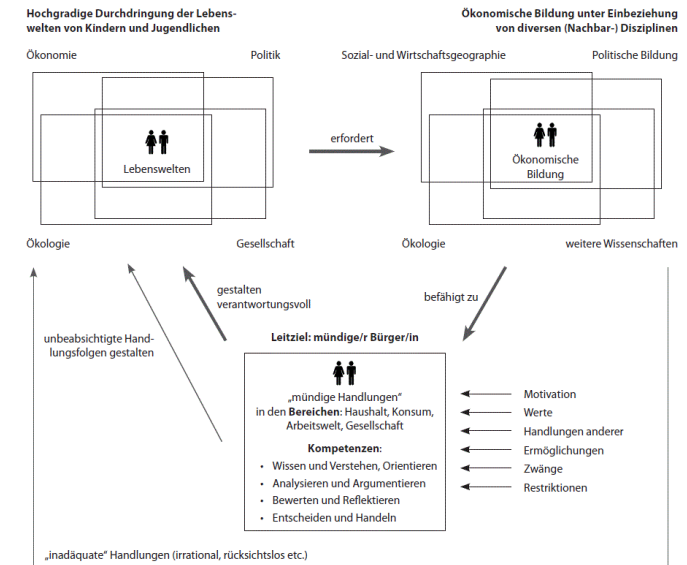 Hochgradige Durchdringung der Lebens-
welten von Kindern und Jugendlichen
Ökonomische Bildung unter Einbeziehung
von diversen (Nachbar-) Disziplinen
Ökonomie
Politik
Sozial- und Wirtschaftsgeographie
Politische Bildung
Lebenswelten
erfordert
Ökonomische
Bildung
Ökologie
Gesellschaft
Ökologie
weitere Wissenschaften
gestalten
verantwortungsvoll
befähigt zu
unbeabsichtigte Hand-
lungsfolgen gestalten
Leitziel: mündige/r Bürger/in
„mündige Handlungen“
in den Bereichen: Haushalt, Konsum,
Arbeitswelt, Gesellschaft
Kompetenzen:
• Wissen und Verstehen, Orientieren
• Analysieren und Argumentieren
• Bewerten und Reflektieren
• Entscheiden und Handeln
Motivation
Werte
Handlungen anderer
Ermöglichungen
Zwänge
Restriktionen
„inadäquate“ Handlungen (irrational, rücksichtslos etc.)